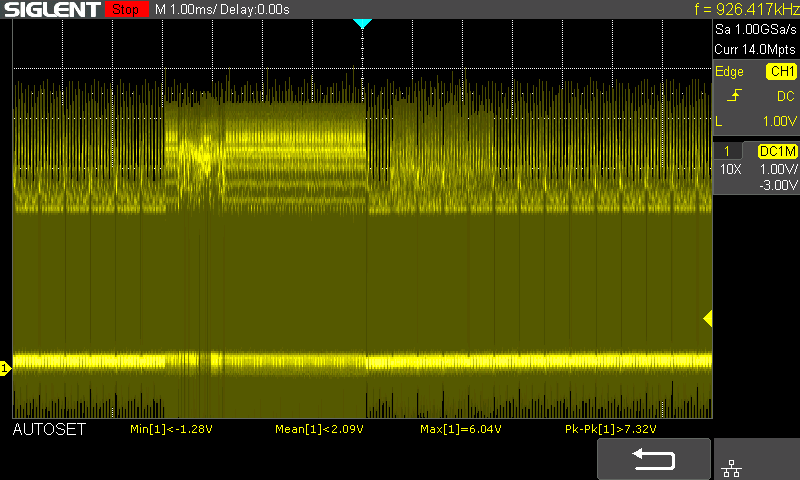 SIGLENT Stop M 1.00ms/ Delay:0.00s f = 926.417kHz
Sa 1.00GSa/s
Curr 14.0Mpts
Edge CH1
DC
L 1.00V
1 DC1M
10X 1.00V/
-3.00V
1
AUTOSET Min[1]<-1.28V Mean[1]<2.09V Max[1]=6.04V Pk-Pk[1]>7.32V